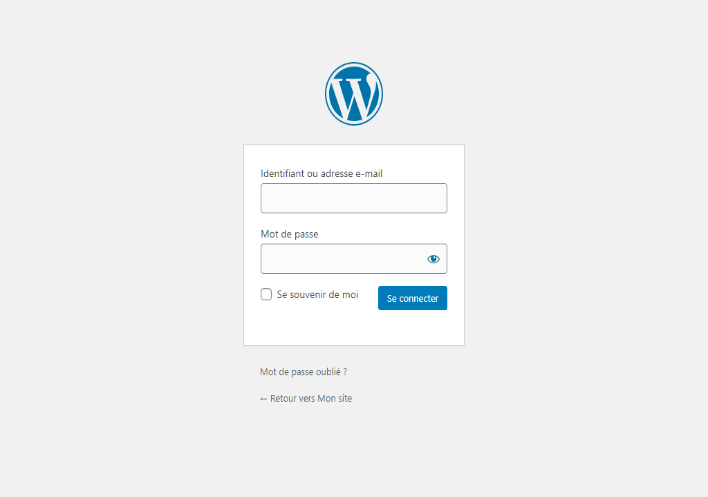 Identifiant ou adresse e-mail
Mot de passe
Se souvenir de moi
Se connecter
Mot de passe oublié ?
← Retour vers Mon site